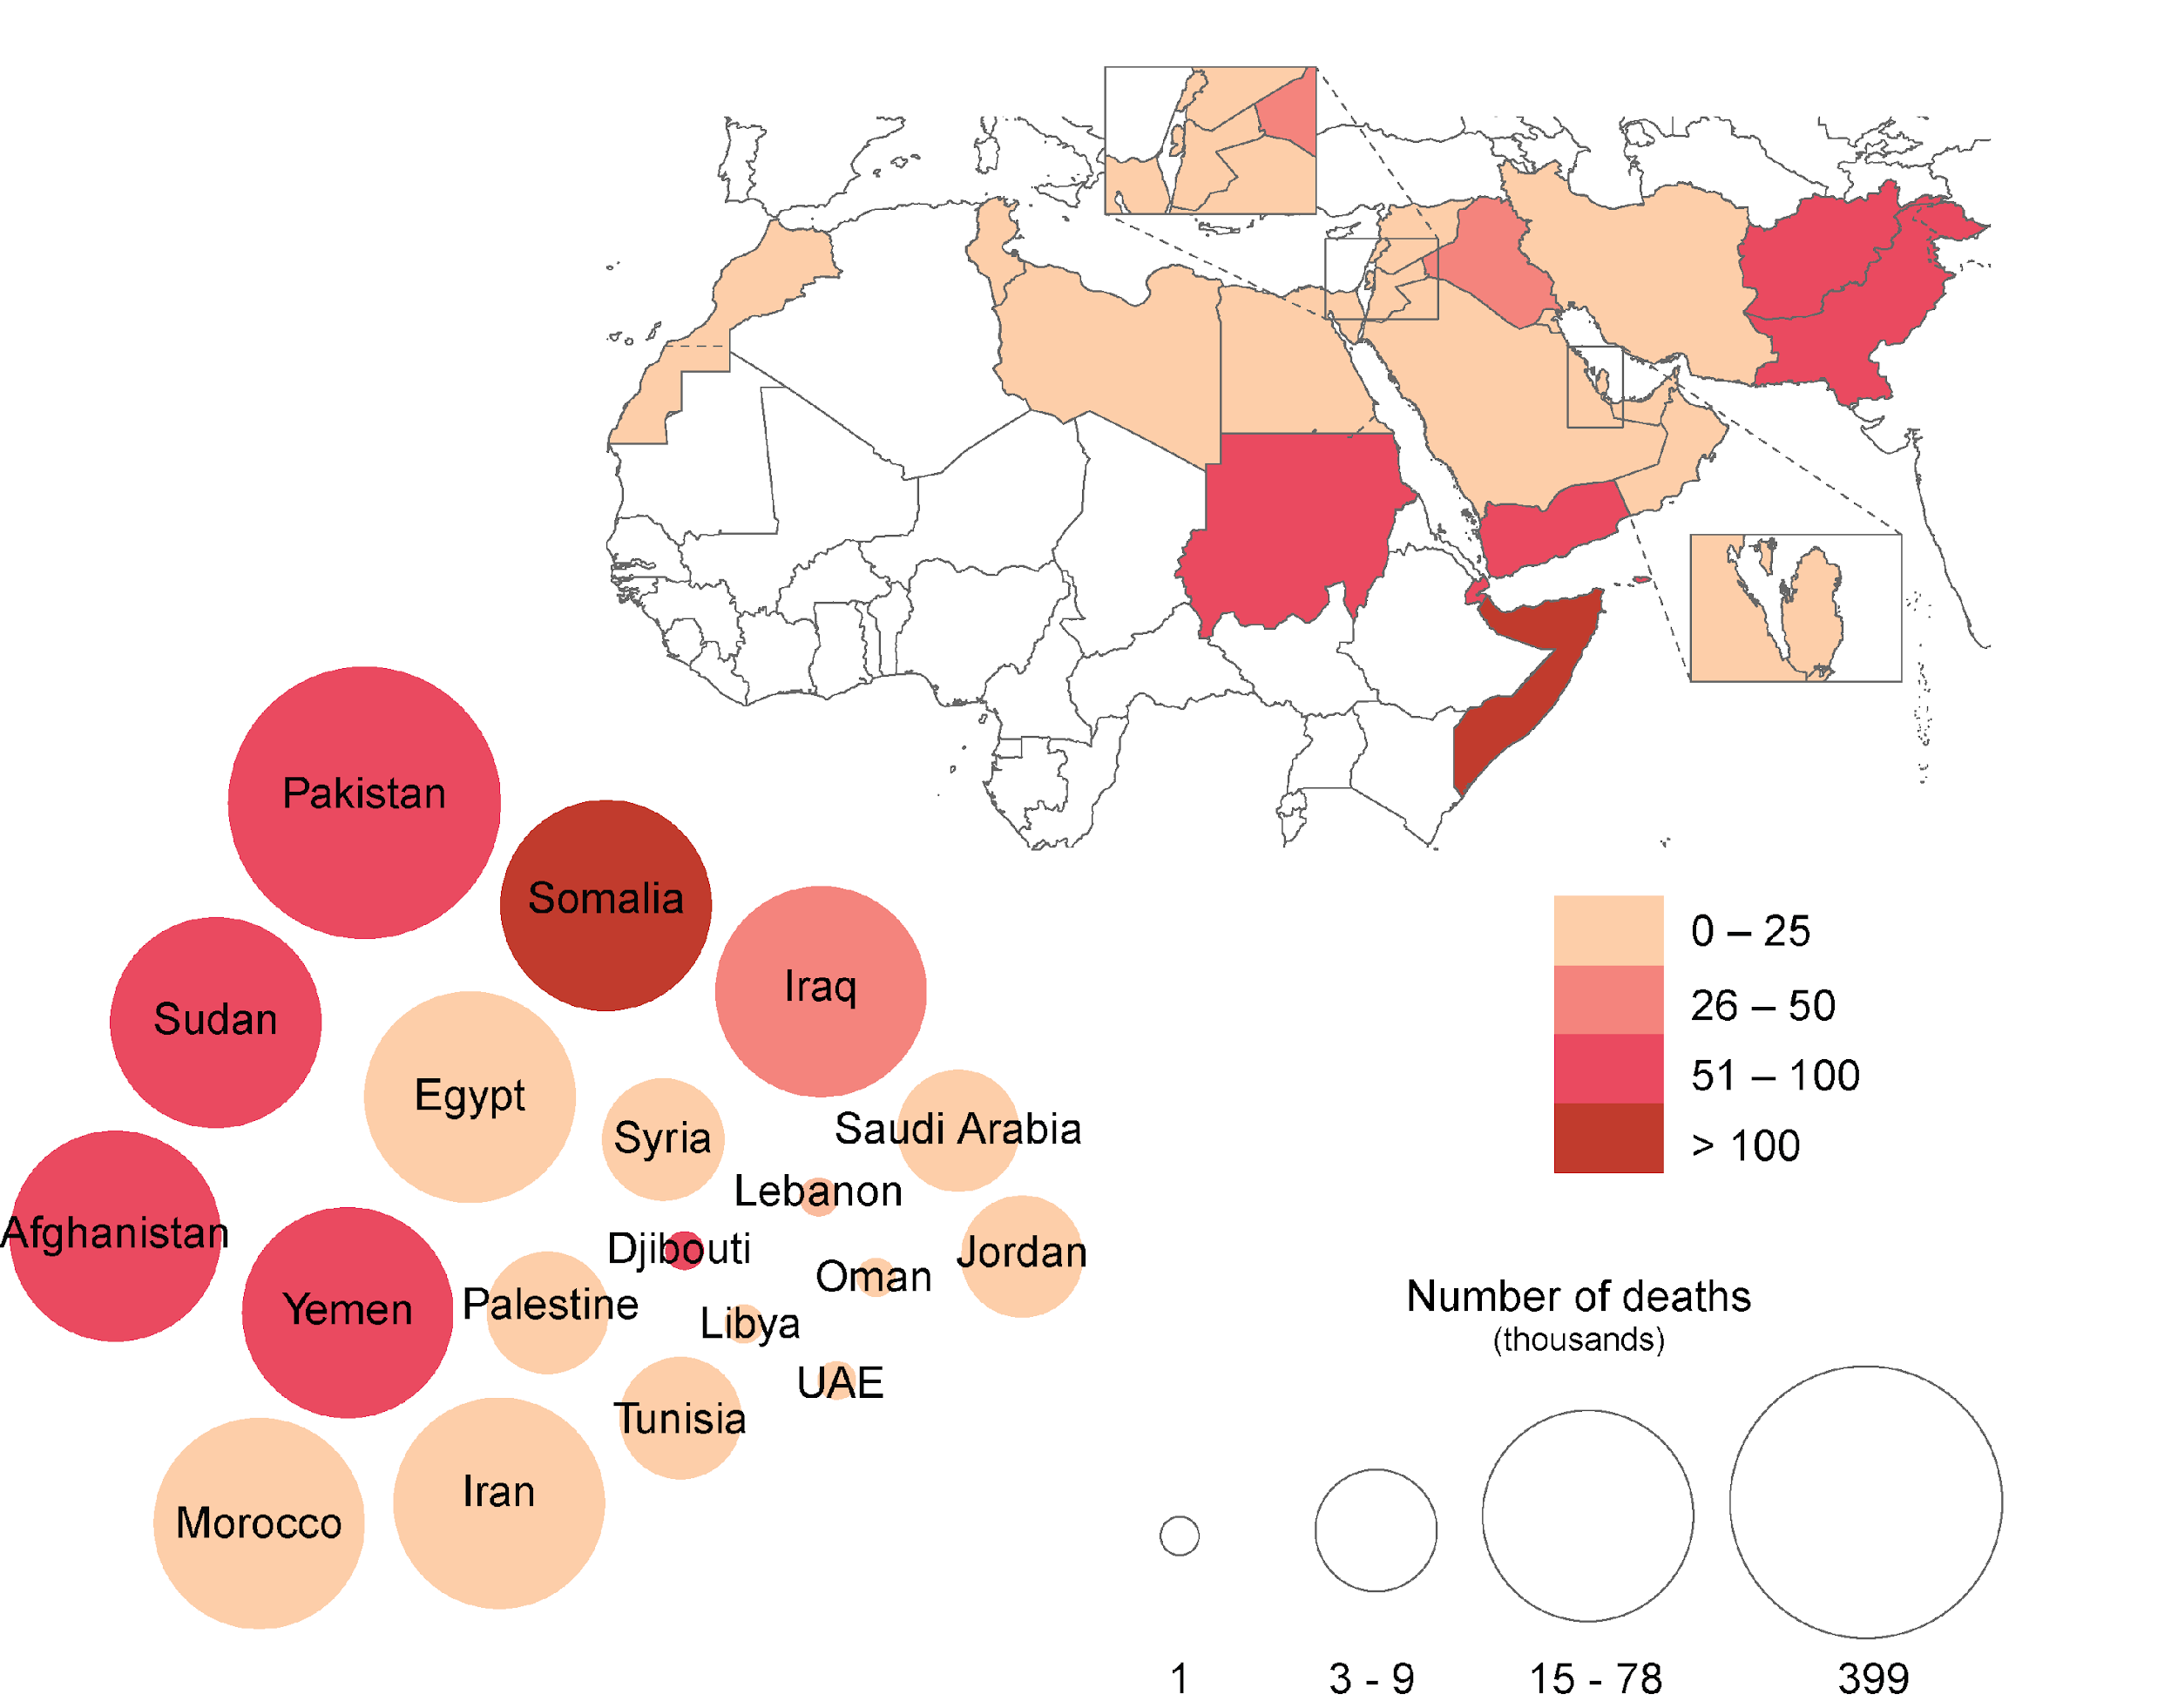 Pakistan
Somalia
Iraq
Sudan
Egypt
Syria
Saudi Arabia
Lebanon
Afghanistan
Yemen
Palestine
Djibouti
Oman
Jordan
Libya
UAE
Tunisia
Morocco
Iran
0 – 25
26 – 50
51 – 100
> 100
Number of deaths
(thousands)
1
3 - 9
15 - 78
399